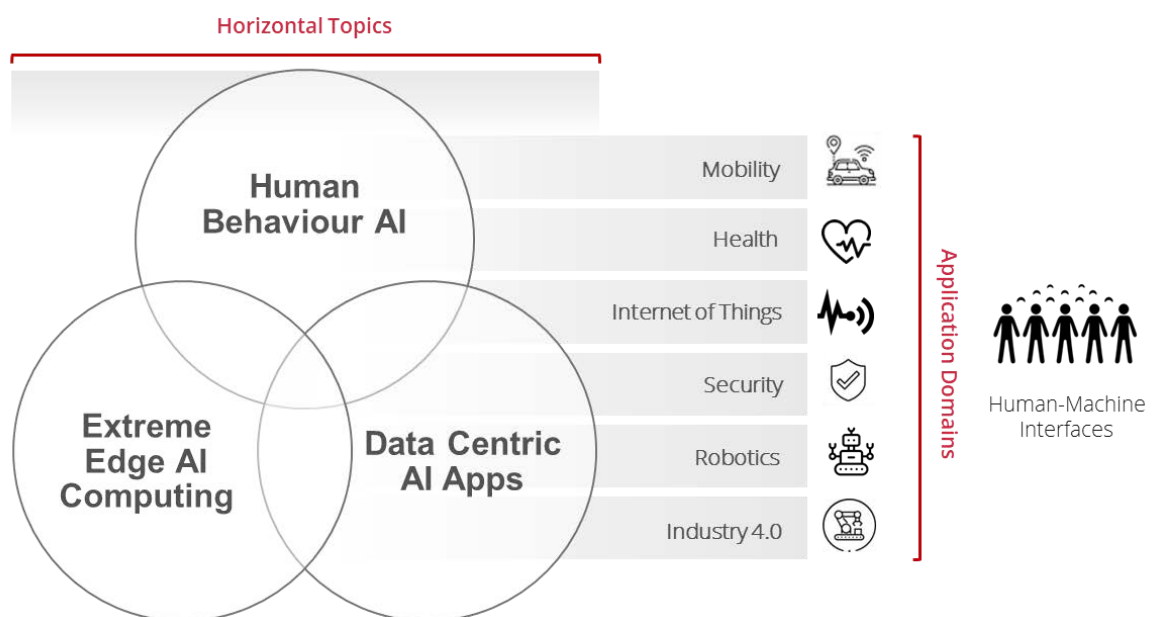 Horizontal Topics
Human
Behaviour AI
Extreme
Edge AI
Computing
Data Centric
AI Apps
Mobility
Health
Internet of Things
Security
Robotics
Industry 4.0
Application Domains
Human-Machine
Interfaces